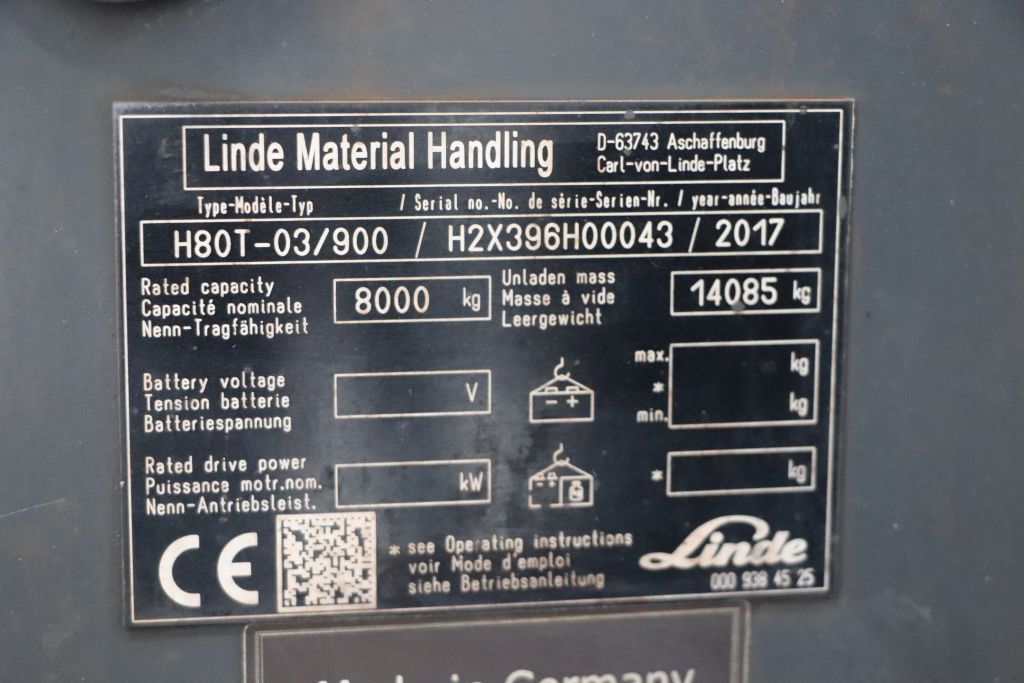 Linde Material Handling
D-63743 Aschaffenburg
Carl-von-Linde-Platz
Type-Modèle-Typ / Serial no.-No. de série-Serien-Nr. / year-année-Baujahr
H80T-03/900 / H2X396H00043 / 2017
Rated capacity
Capacité nominale
Nenn-Tragfähigkeit
8000 kg
Unladen mass
Masse à vide
Leergewicht
14085 kg
Battery voltage
Tension batterie
Batteriespannung
V
max. kg
*
min. kg
Rated drive power
Puissance motr.nom.
Nenn-Antriebsleist.
kW
* kg
CE
* see Operating instructions
voir Mode d'emploi
siehe Betriebsanleitung
Linde
000 938 45 25
Made in Germany